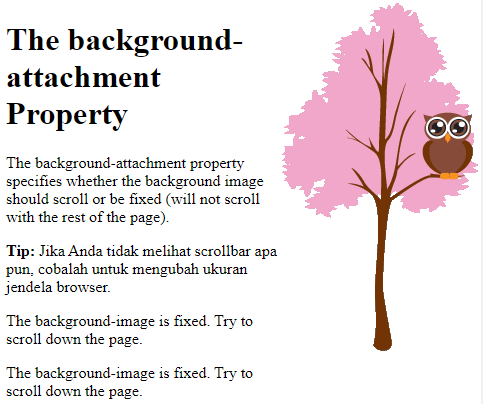 The background-
attachment
Property
The background-attachment property
specifies whether the background image
should scroll or be fixed (will not scroll
with the rest of the page).
Tip: Jika Anda tidak melihat scrollbar apa
pun, cobalah untuk mengubah ukuran
jendela browser.
The background-image is fixed. Try to
scroll down the page.
The background-image is fixed. Try to
scroll down the page.